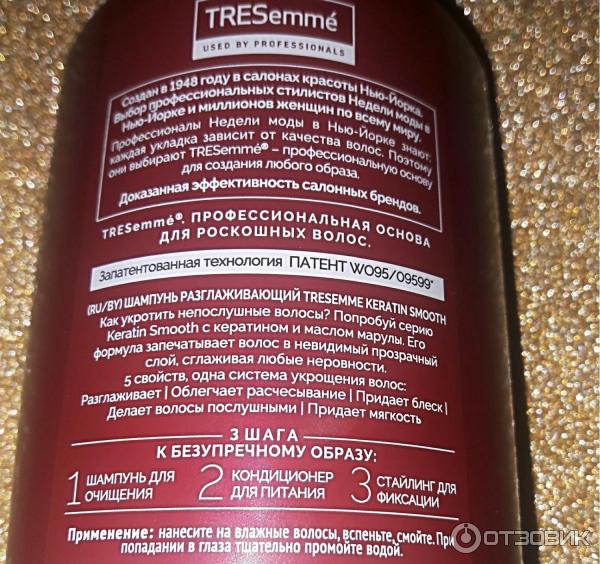 TRESemmé
USED BY PROFESSIONALS
Создан в 1948 году в салонах красоты Нью-Йорка.
Выбор профессиональных стилистов Недели моды в
Нью-Йорке и миллионов женщин по всему миру.
Профессионалы Недели моды в Нью-Йорке знают:
каждая укладка зависит от качества волос. Поэтому
они выбирают TRESemmé® – профессиональную основу
для создания любого образа.
Доказанная эффективность салонных брендов.
TRESemmé®. ПРОФЕССИОНАЛЬНАЯ ОСНОВА
ДЛЯ РОСКОШНЫХ ВОЛОС.
Запатентованная технология ПАТЕНТ WO95/09599*
(RU/BY) ШАМПУНЬ РАЗГЛАЖИВАЮЩИЙ TRESEMME KERATIN SMOOTH
Как укротить непослушные волосы? Попробуй серию
Keratin Smooth с кератином и маслом марулы. Его
формула запечатывает волос в невидимый прозрачный
слой, сглаживая любые неровности.
5 свойств, одна система укрощения волос:
Разглаживает | Облегчает расчесывание | Придает блеск |
Делает волосы послушными | Придает мягкость
3 ШАГА
К БЕЗУПРЕЧНОМУ ОБРАЗУ:
1 ШАМПУНЬ ДЛЯ ОЧИЩЕНИЯ 2 КОНДИЦИОНЕР ДЛЯ ПИТАНИЯ 3 СТАЙЛИНГ ДЛЯ ФИКСАЦИИ
Применение: нанесите на влажные волосы, вспеньте, смойте. При
попадании в глаза тщательно промойте водой.
ОТЗОВИК